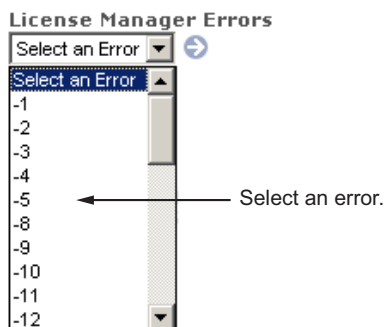 License Manager Errors
Select an Error
Select an Error
-1
-2
-3
-4
-5
Select an error.
-8
-9
-10
-11
-12